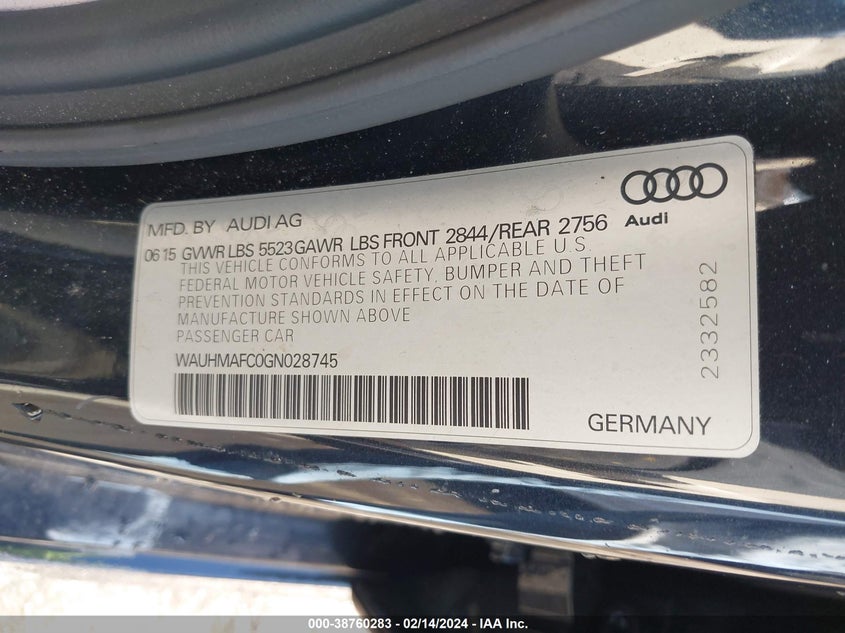 MFD. BY AUDI AG
Audi
06 15 GVWR LBS 5523 GAWR LBS FRONT 2844/REAR 2756
THIS VEHICLE CONFORMS TO ALL APPLICABLE U.S.
FEDERAL MOTOR VEHICLE SAFETY, BUMPER AND THEFT
PREVENTION STANDARDS IN EFFECT ON THE DATE OF
MANUFACTURE SHOWN ABOVE
PASSENGER CAR
WAUHMAFC0GN028745
2332582
GERMANY
000-38760283 - 02/14/2024 - IAA Inc.